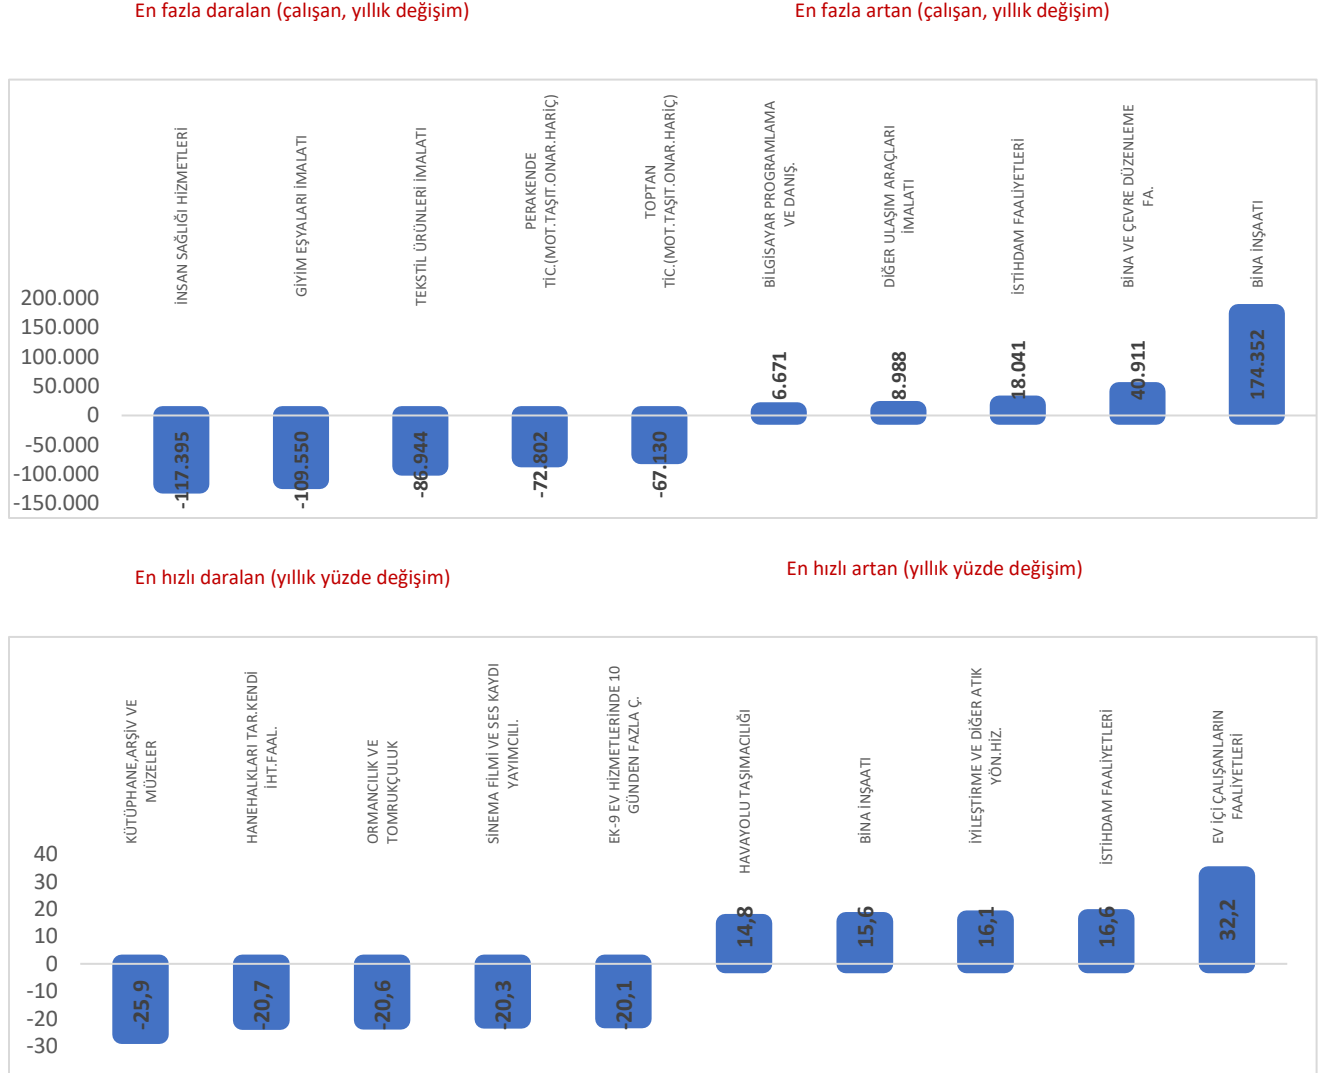 En fazla daralan (çalışan, yıllık değişim)
En fazla artan (çalışan, yıllık değişim)
İNSAN SAĞLIĞI HİZMETLERİ
GİYİM EŞYALARI İMALATI
TEKSTİL ÜRÜNLERİ İMALATI
PERAKENDE
TİC.(MOT.TAŞIT.ONAR.HARİÇ)
TOPTAN
TİC.(MOT.TAŞIT.ONAR.HARİÇ)
BİLGİSAYAR PROGRAMLAMA
VE DANIŞ.
DİĞER ULAŞIM ARAÇLARI
İMALATI
İSTİHDAM FAALİYETLERİ
BİNA VE ÇEVRE DÜZENLEME
FA.
BİNA İNŞAATI
200.000
150.000
100.000
50.000
0
-50.000
-100.000
-150.000
-117.395
-109.550
-86.944
-72.802
-67.130
6.671
8.988
18.041
40.911
174.352
En hızlı daralan (yıllık yüzde değişim)
En hızlı artan (yıllık yüzde değişim)
KÜTÜPHANE,ARŞİV VE
MÜZELER
HANEHALKLARI TAR.KENDİ
İHT.FAAL.
ORMANCILIK VE
TOMRUKÇULUK
SİNEMA FİLMİ VE SES KAYDI
YAYIMCILI.
EK-9 EV HİZMETLERİNDE 10
GÜNDEN FAZLA Ç.
HAVAYOLU TAŞIMACILIĞI
BİNA İNŞAATI
İYİLEŞTİRME VE DİĞER ATIK
YÖN.HİZ.
İSTİHDAM FAALİYETLERİ
EV İÇİ ÇALIŞANLARIN
FAALİYETLERİ
40
30
20
10
0
-10
-20
-30
-25,9
-20,7
-20,6
-20,3
-20,1
14,8
15,6
16,1
16,6
32,2